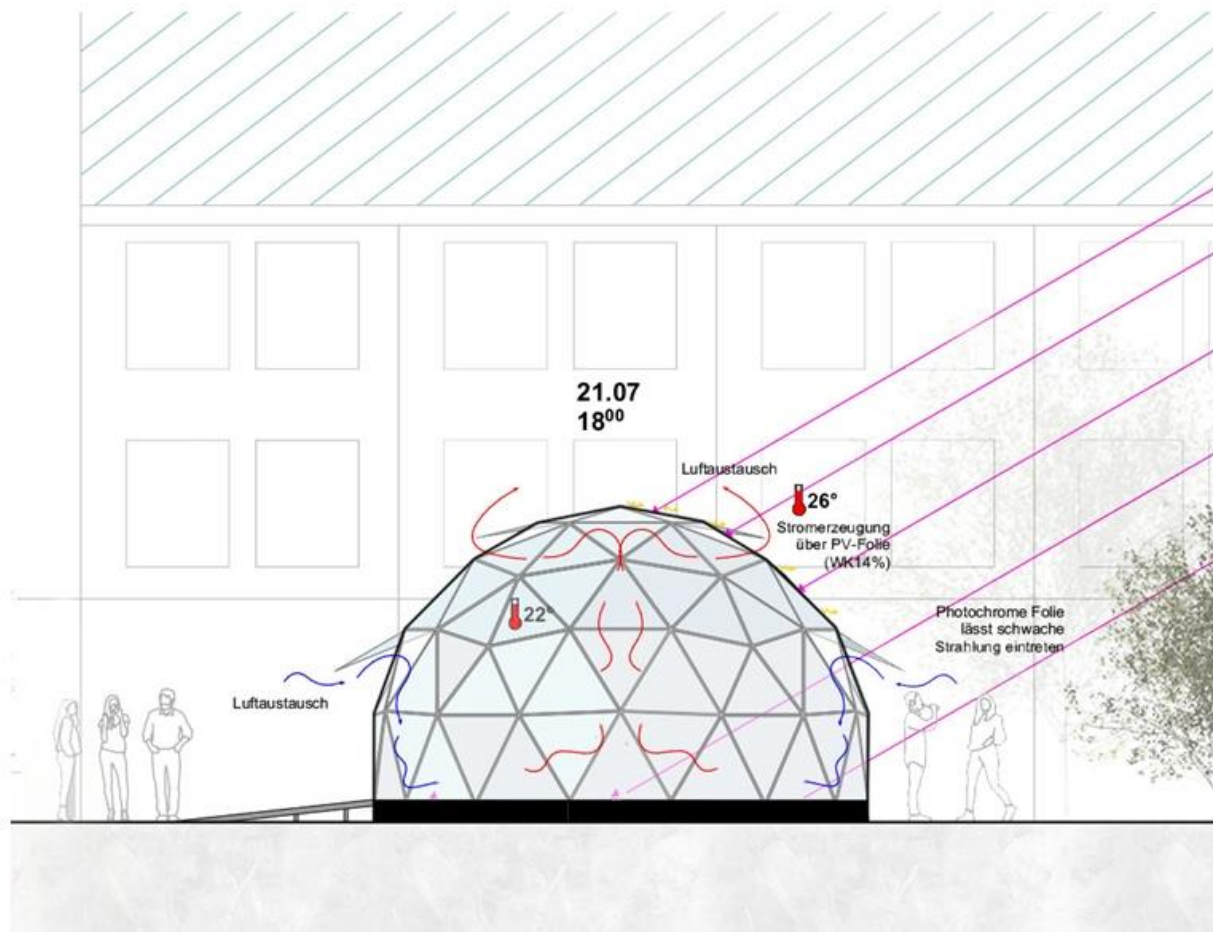 21.07
18⁰⁰
Luftaustausch
26°
Stromerzeugung
über PV-Folie
(WK14%)
22°
Photochrome Folie
lässt schwache
Strahlung eintreten
Luftaustausch